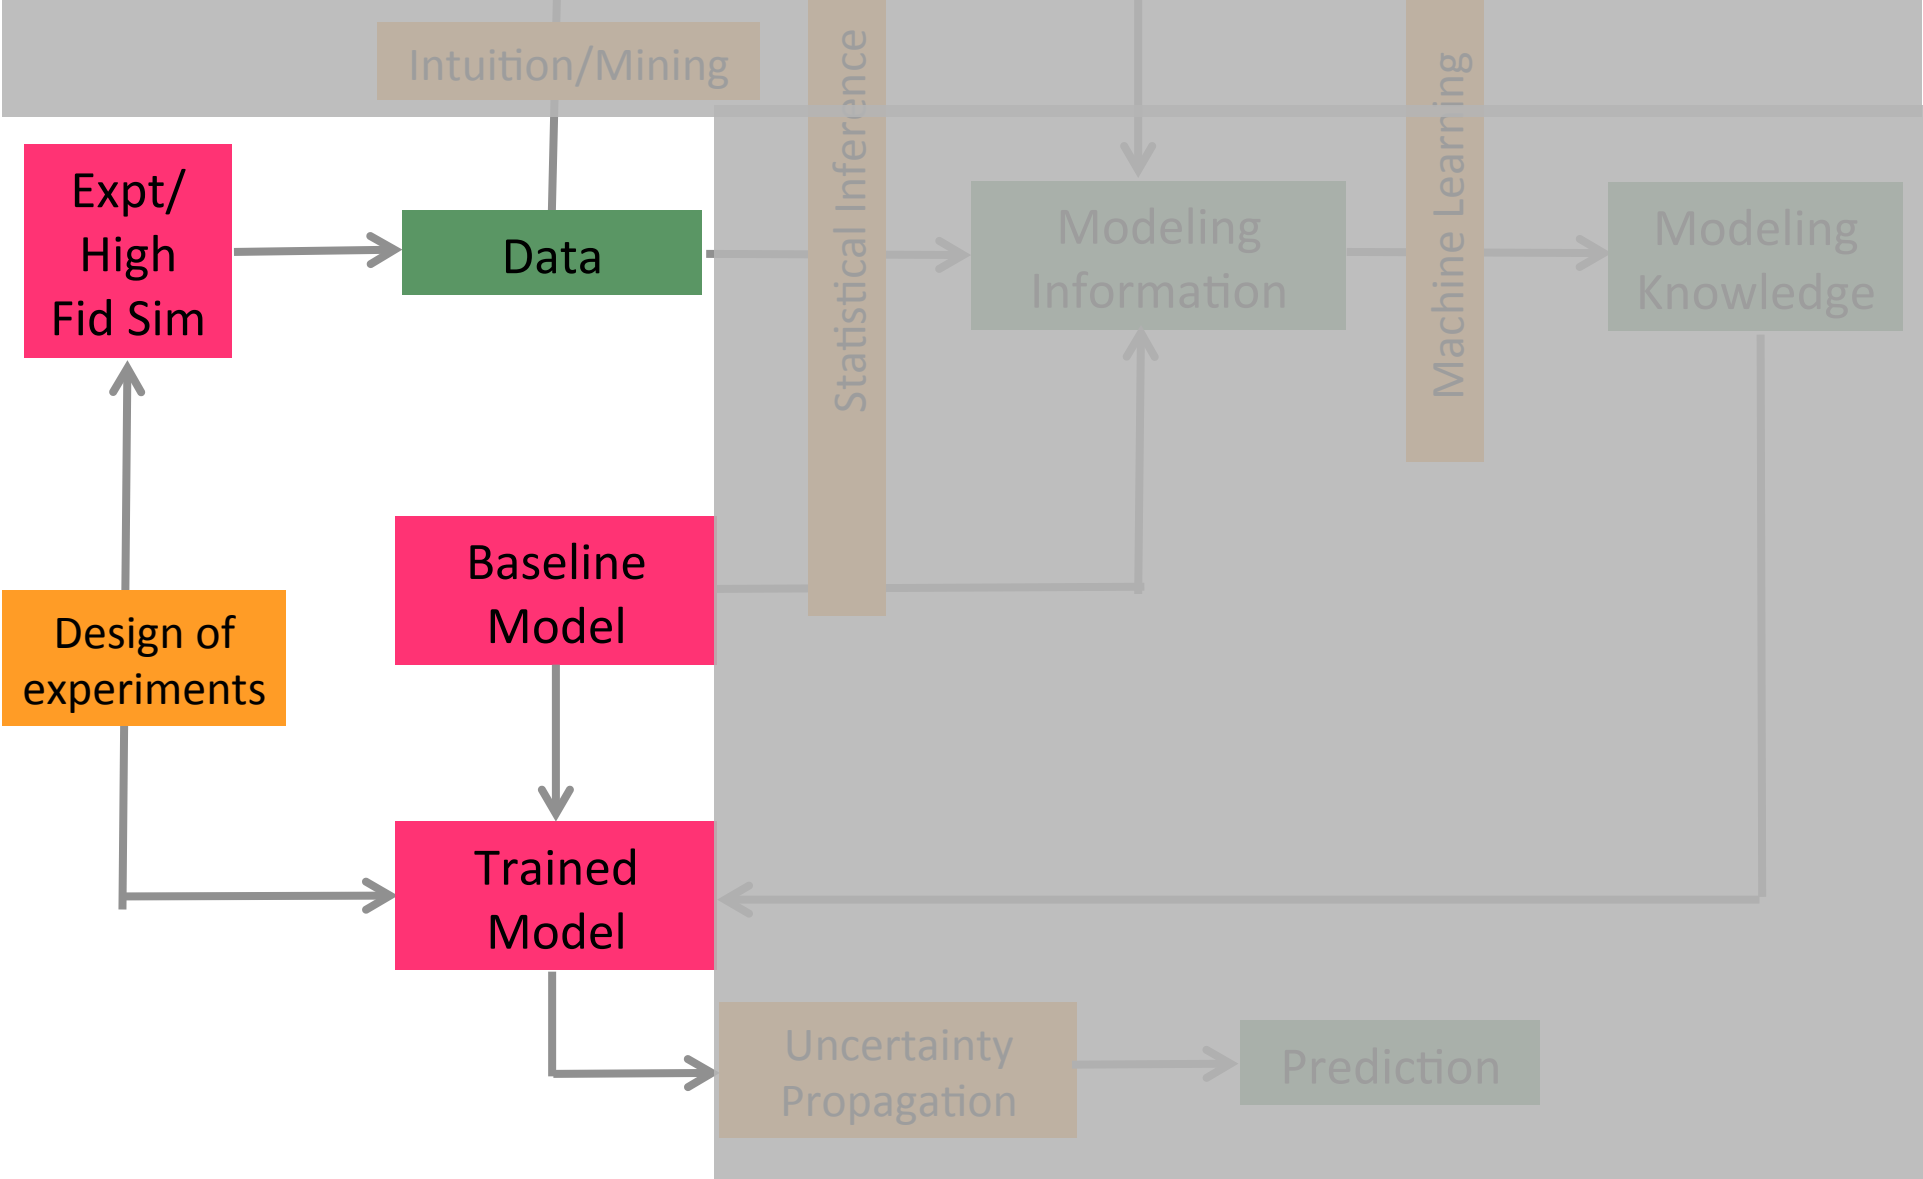 Intuition/Mining
Statistical Inference
Machine Learning
Expt/
High
Fid Sim
Data
Modeling
Information
Modeling
Knowledge
Baseline
Model
Design of
experiments
Trained
Model
Uncertainty
Propagation
Prediction